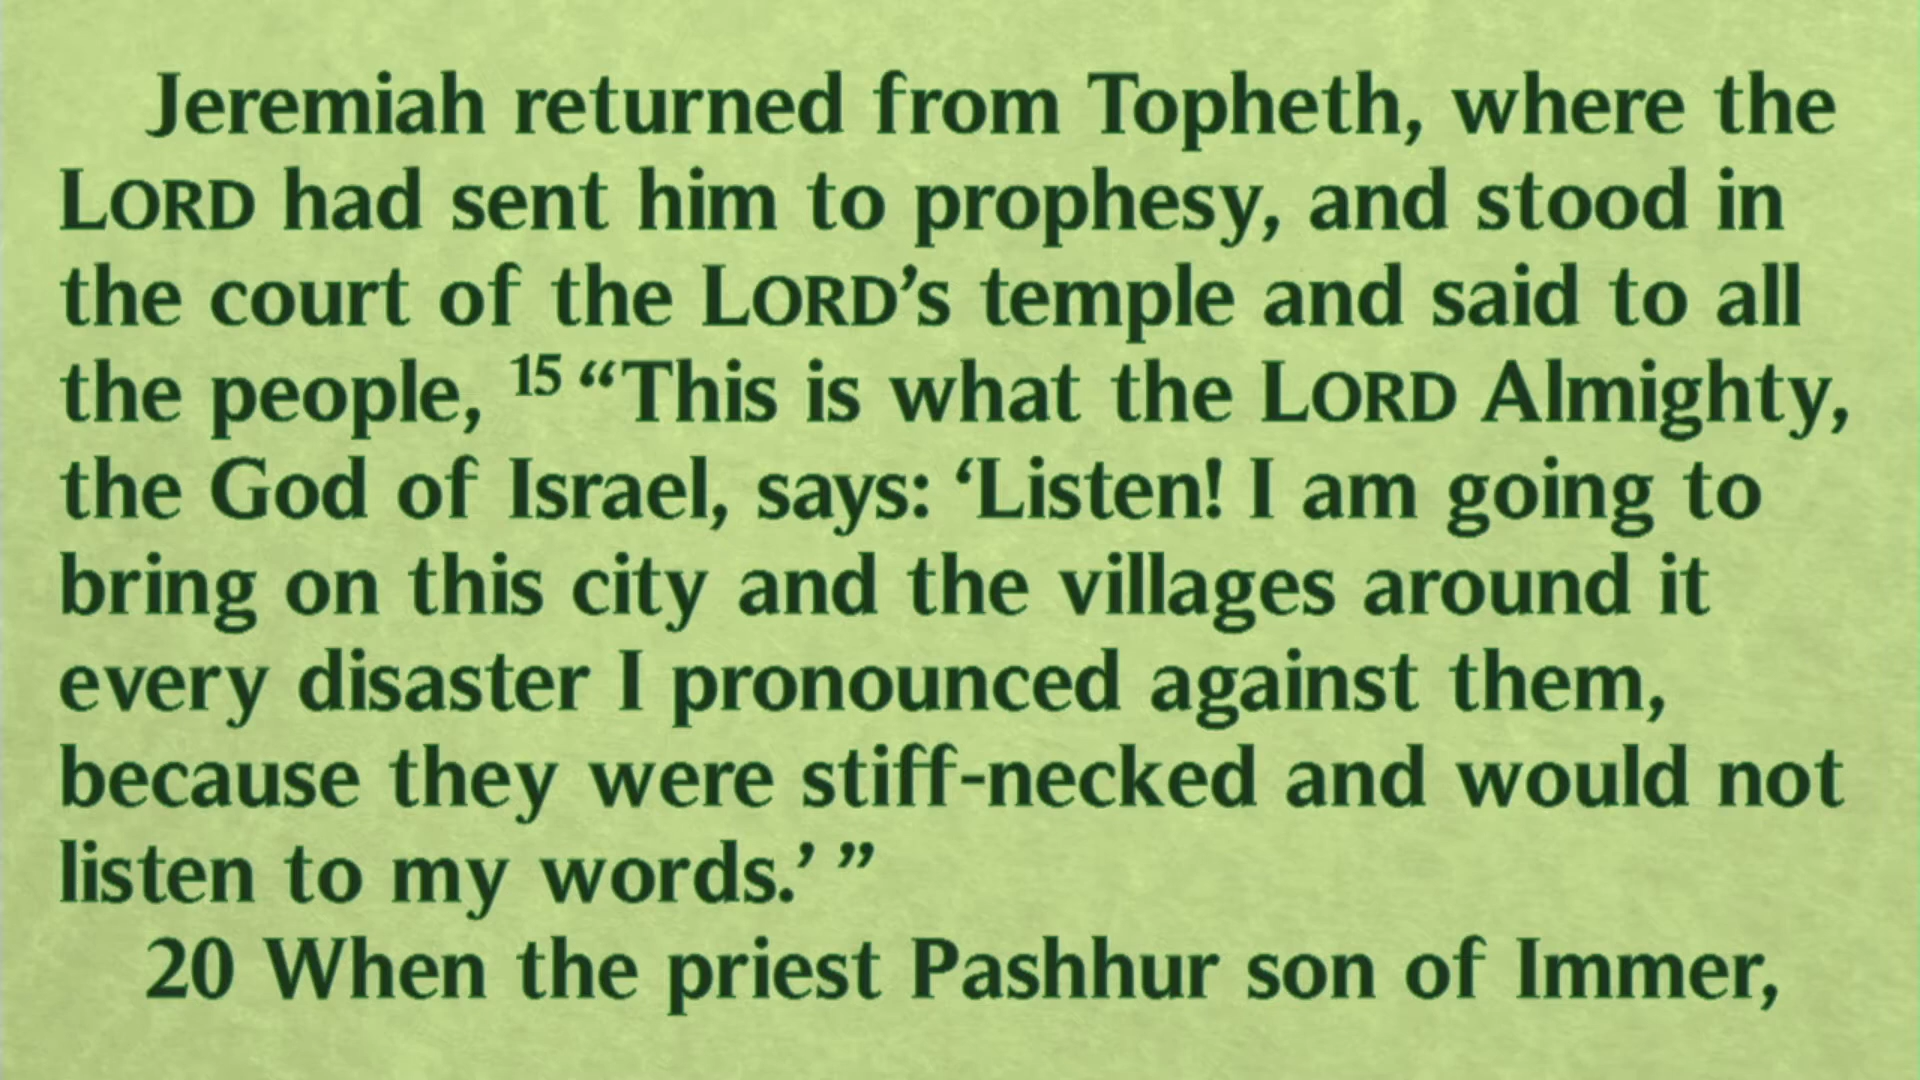 Jeremiah returned from Topheth, where the
LORD had sent him to prophesy, and stood in
the court of the LORD’s temple and said to all
the people, 15 “This is what the LORD Almighty,
the God of Israel, says: ‘Listen! I am going to
bring on this city and the villages around it
every disaster I pronounced against them,
because they were stiff-necked and would not
listen to my words.’ ”
20 When the priest Pashhur son of Immer,